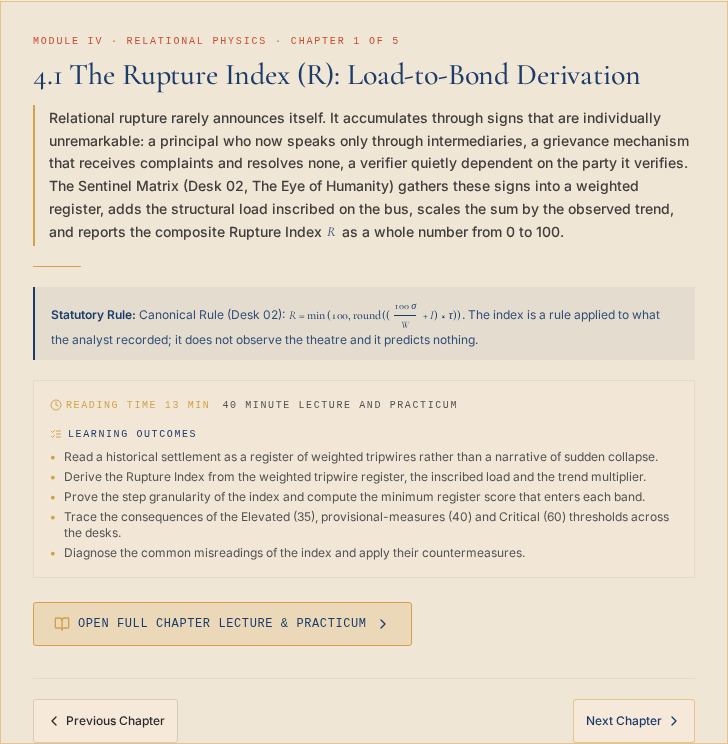 MODULE IV · RELATIONAL PHYSICS · CHAPTER 1 OF 5
4.1 The Rupture Index (R): Load-to-Bond Derivation
Relational rupture rarely announces itself. It accumulates through signs that are individually
unremarkable: a principal who now speaks only through intermediaries, a grievance mechanism
that receives complaints and resolves none, a verifier quietly dependent on the party it verifies.
The Sentinel Matrix (Desk 02, The Eye of Humanity) gathers these signs into a weighted
register, adds the structural load inscribed on the bus, scales the sum by the observed trend,
and reports the composite Rupture Index R as a whole number from 0 to 100.
Statutory Rule: Canonical Rule (Desk 02): R = min (100, round(( 100 σ / W + l) × τ)). The index is a rule applied to what
the analyst recorded; it does not observe the theatre and it predicts nothing.
READING TIME 13 MIN 40 MINUTE LECTURE AND PRACTICUM
LEARNING OUTCOMES
• Read a historical settlement as a register of weighted tripwires rather than a narrative of sudden collapse.
• Derive the Rupture Index from the weighted tripwire register, the inscribed load and the trend multiplier.
• Prove the step granularity of the index and compute the minimum register score that enters each band.
• Trace the consequences of the Elevated (35), provisional-measures (40) and Critical (60) thresholds across
the desks.
• Diagnose the common misreadings of the index and apply their countermeasures.
OPEN FULL CHAPTER LECTURE & PRACTICUM
Previous Chapter
Next Chapter